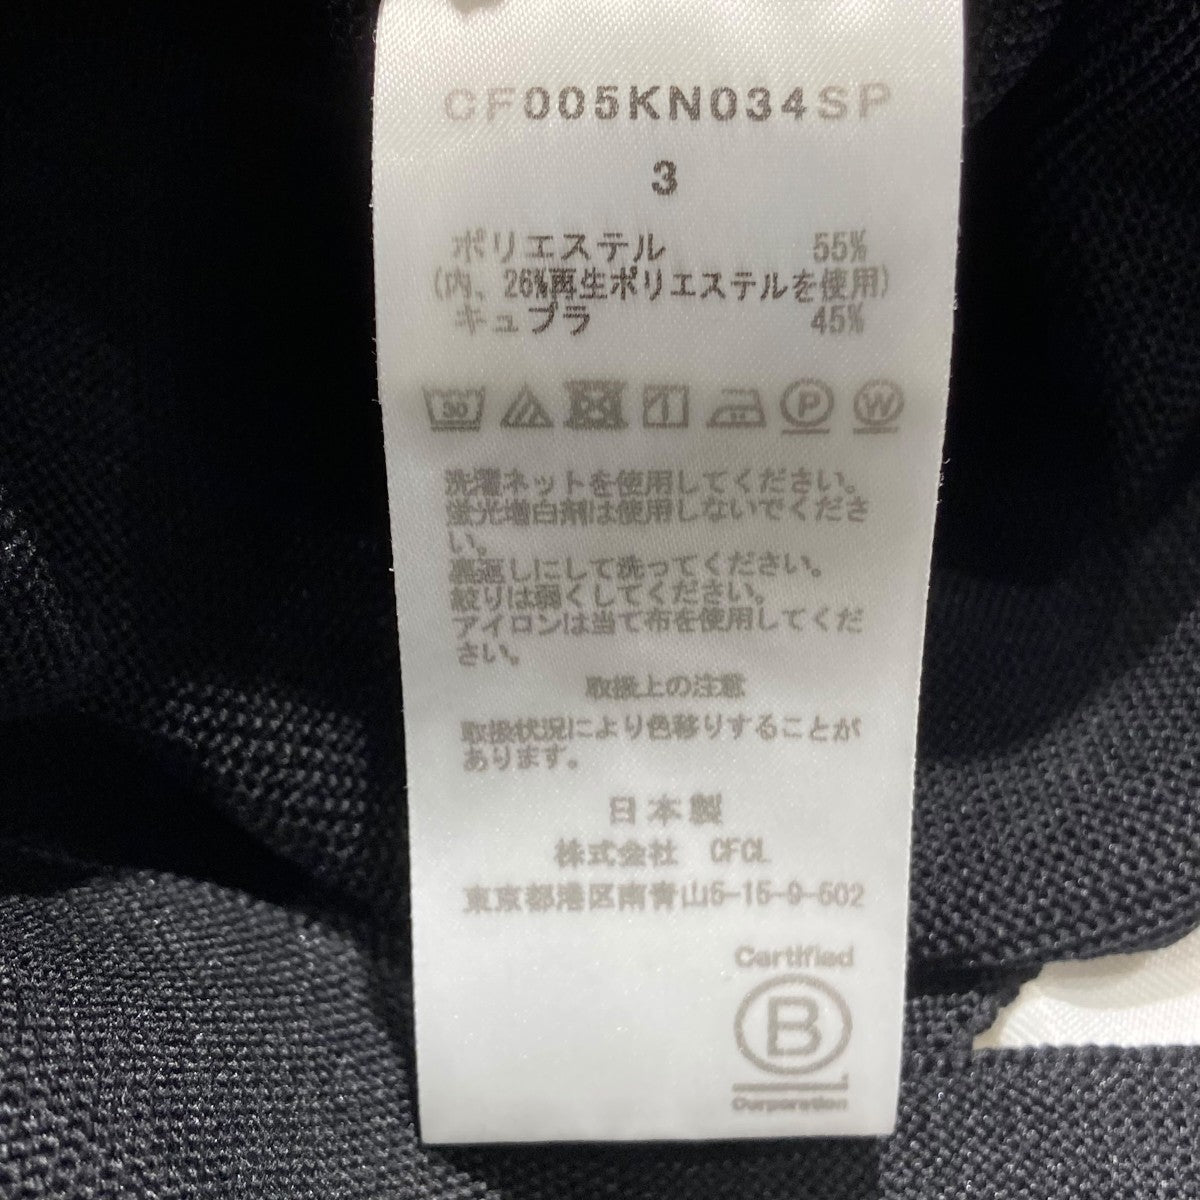 CF005KN034SP
3
ポリエステル 55%
(内、26%再生ポリエステルを使用)
キュプラ 45%
30
P
W
洗濯ネットを使用してください。
蛍光増白剤は使用しないでくださ
い。
裏返しにして洗ってください。
絞りは弱くしてください。
アイロンは当て布を使用してくだ
さい。
取扱上の注意
取扱状況により色移りすることが
あります。
日本製
株式会社 CFCL
東京都港区南青山5-15-9-502
Certified
B
Corporation